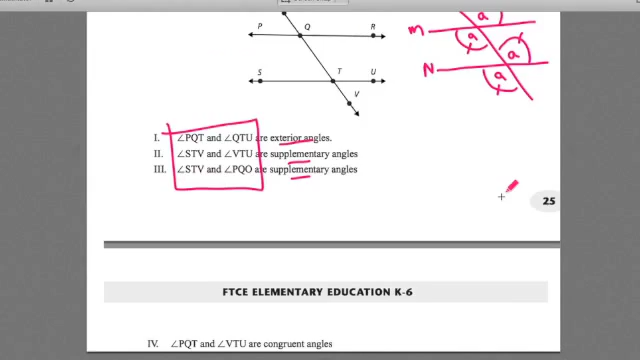 P Q R
S T U
V
m
N
a
a
a
a
I. ∠PQT and ∠QTU are exterior angles.
II. ∠STV and ∠VTU are supplementary angles
III. ∠STV and ∠PQO are supplementary angles
25
FTCE ELEMENTARY EDUCATION K-6
IV. ∠PQT and ∠VTU are congruent angles